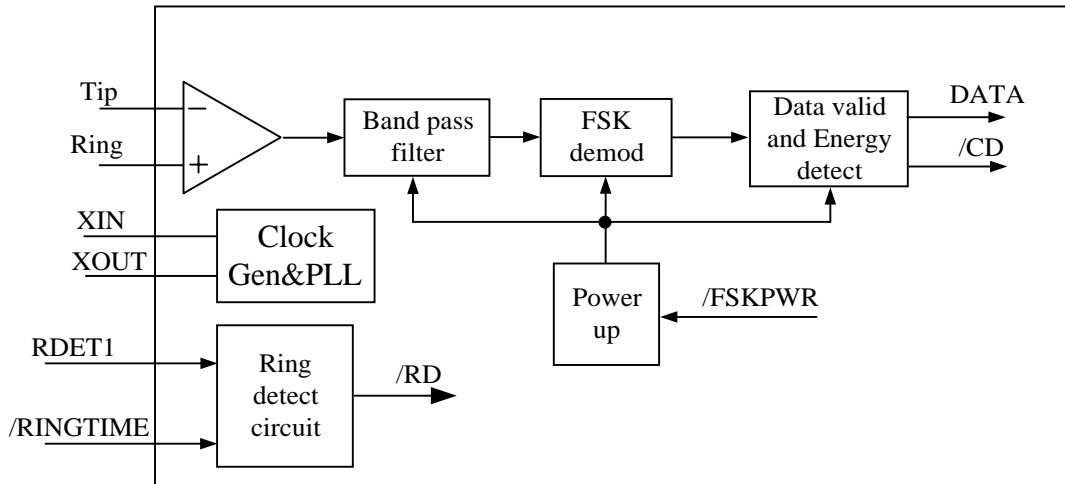 Tip
−
Ring
+
Band pass
filter
FSK
demod
Data valid
and Energy
detect
DATA
/CD
XIN
XOUT
Clock
Gen&PLL
Power
up
/FSKPWR
RDET1
/RINGTIME
Ring
detect
circuit
/RD